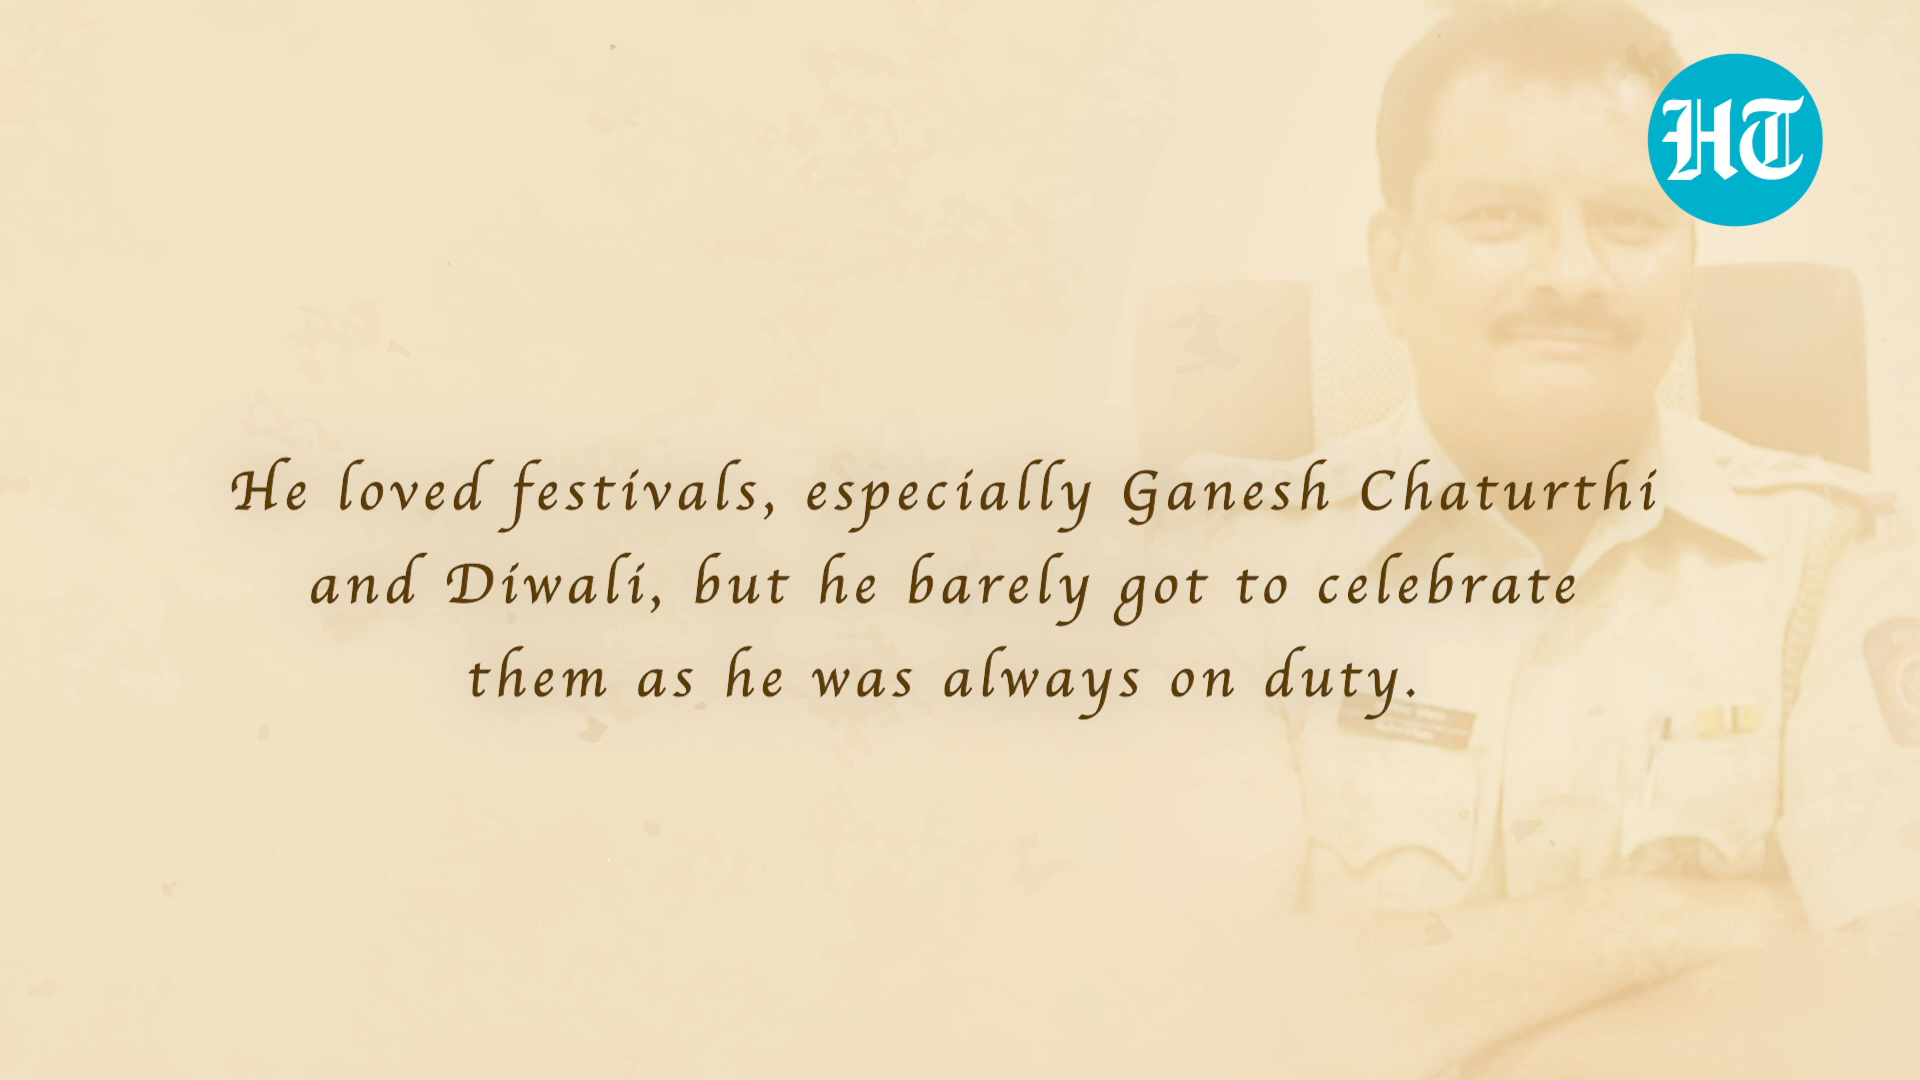 HT
He loved festivals, especially Ganesh Chaturthi
and Diwali, but he barely got to celebrate
them as he was always on duty.